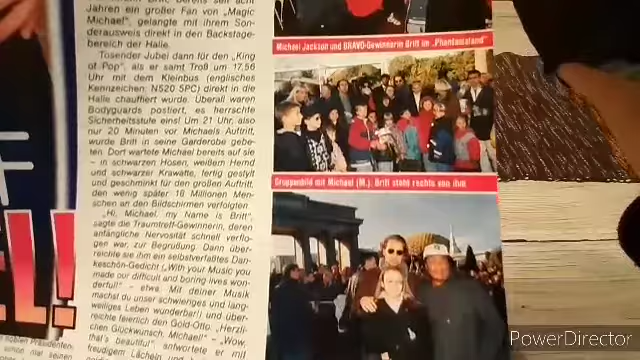 Jahren ein großer Fan von „Magic
Michael", gelangte mit ihrem Son-
derausweis direkt in den Backstage-
bereich der Halle.
Tosender Jubel dann für den „King
of Pop", als er samt Troß um 17.56
Uhr mit dem Kleinbus (englisches
Kennzeichen: N520 SPC) direkt in die
Halle chauffiert wurde. Überall waren
Bodyguards postiert, es herrschte
Sicherheitsstufe eins! Um 21 Uhr, also
nur 20 Minuten vor Michaels Auftritt,
wurde Britt in seine Garderobe gebe-
ten. Dort wartete Michael bereits auf sie
– in schwarzen Hosen, weißem Hemd
und schwarzer Krawatte, fertig gestylt
und geschminkt für den großen Auftritt,
den wenig später 18 Millionen Men-
schen an den Bildschirmen verfolgten.
„Hi, Michael, my Name is Britt",
sagte die Traumtreff-Gewinnerin, deren
anfängliche Nervosität schnell verflo-
gen war, zur Begrüßung. Dann über-
reichte sie ihm ein selbstverfaßtes Dan-
keschön-Gedicht („With your Music you
made our difficult and boring lives won-
derful!" – etwa: Mit deiner Musik
machst du unser schwieriges und lang-
weiliges Leben wunderbar!) und über-
reichte feierlich den Gold-Otto. „Herzli-
chen Glückwunsch, Michael!" – „Wow,
that's beautiful", antwortete er mit
freudigem Lächeln und
Michael Jackson und BRAVO-Gewinnerin Britt im „Phantasialand"
Gruppenbild mit Michael (M.). Britt steht rechts von ihm
L!
noblen Präsidenten-
schon mal seinen
PowerDirector